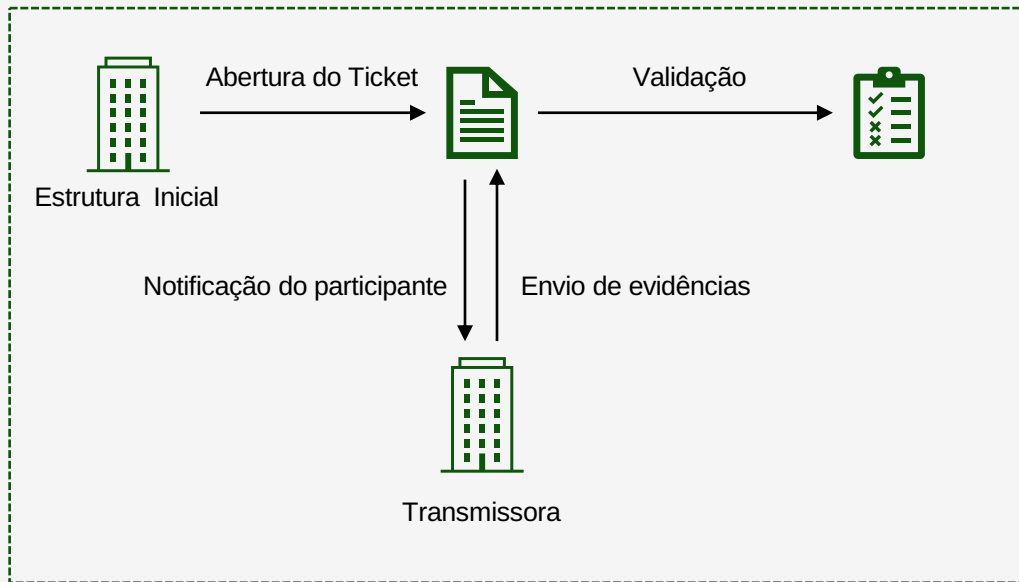 Abertura do Ticket
Validação
Estrutura Inicial
Notificação do participante
Envio de evidências
Transmissora